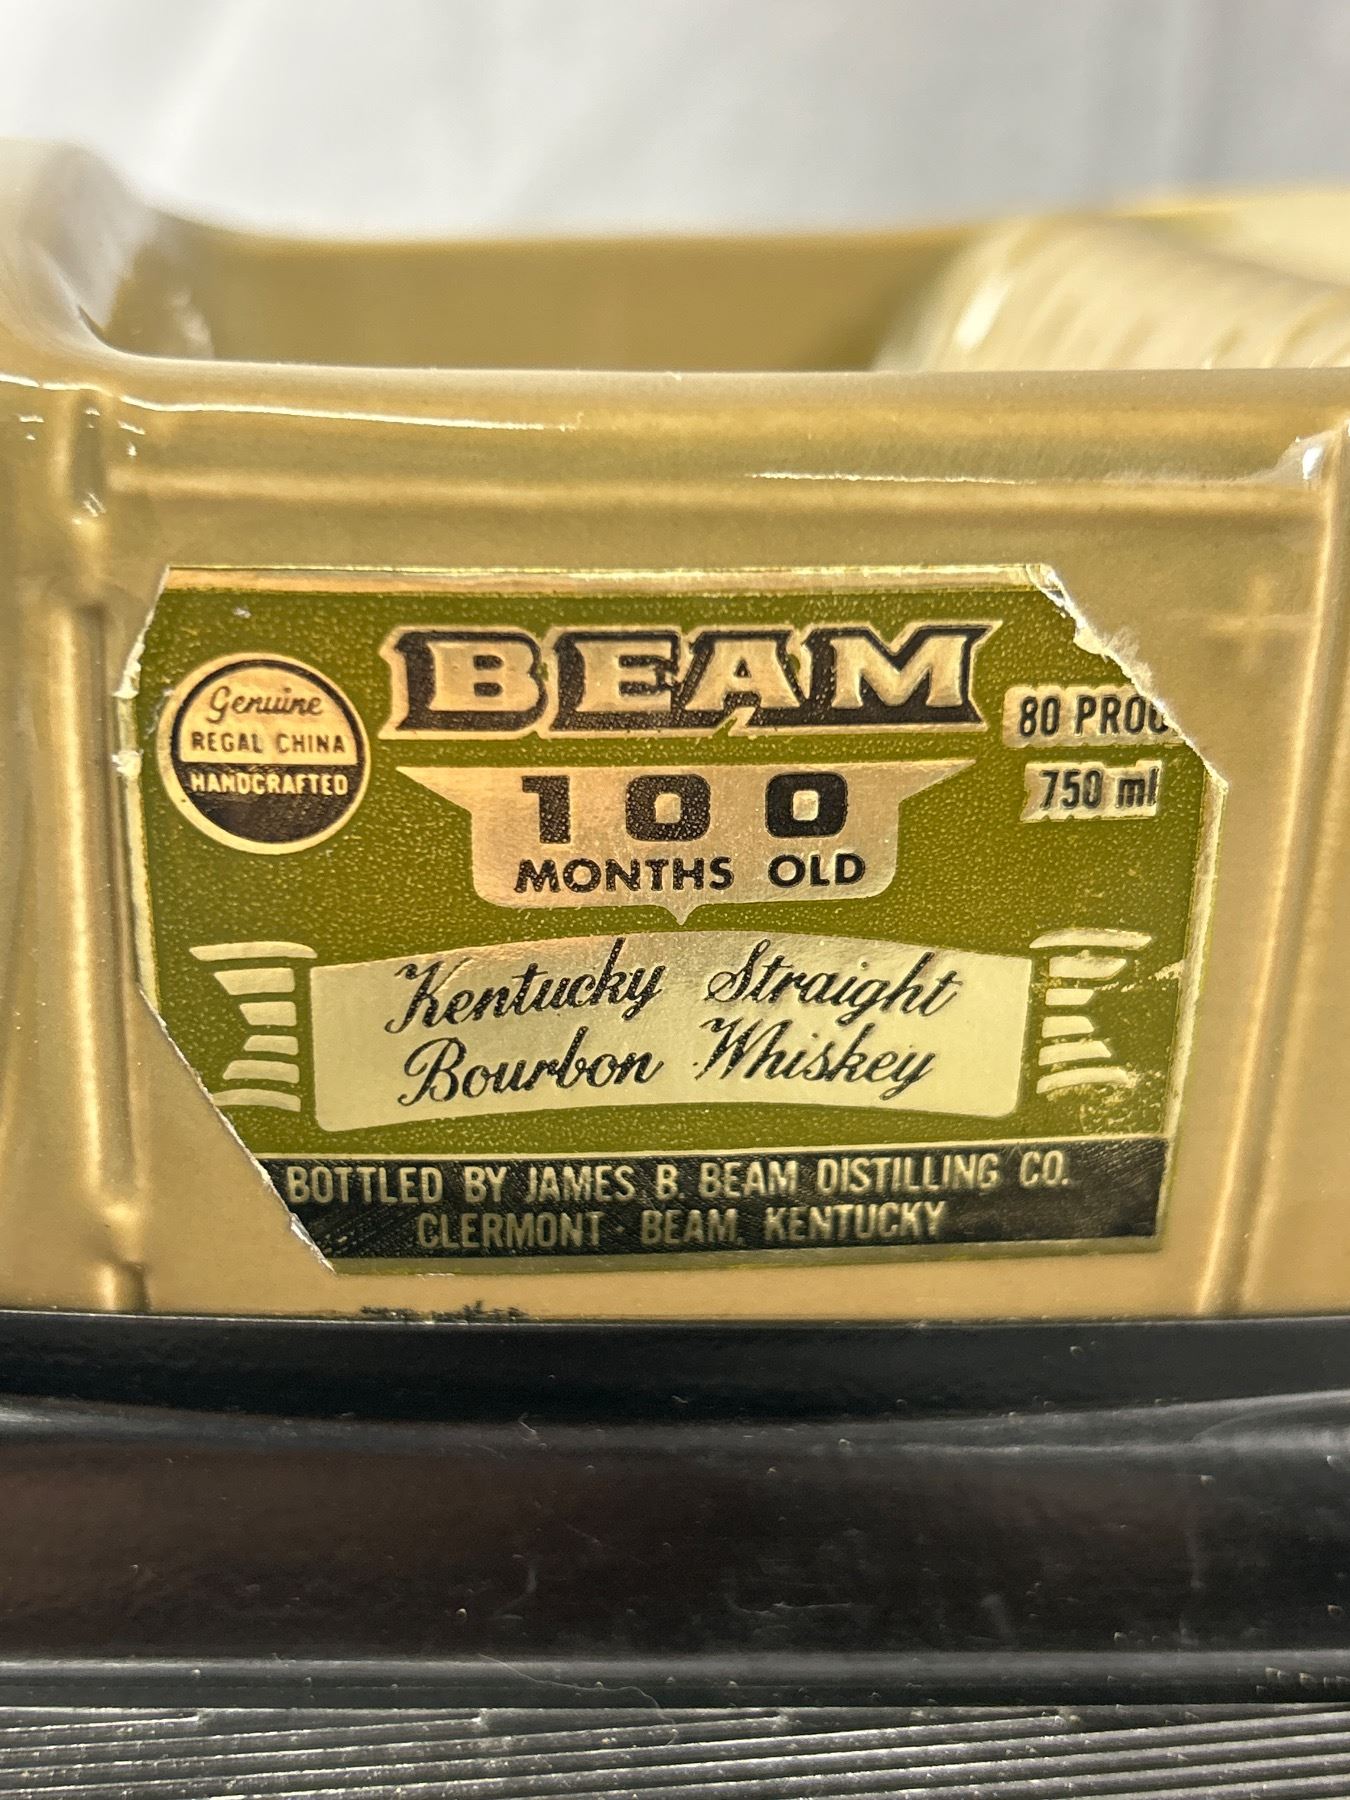 BEAM
Genuine
REGAL CHINA
HANDCRAFTED
80 PROO
750 ml
100
MONTHS OLD
Kentucky Straight
Bourbon Whiskey
BOTTLED BY JAMES B. BEAM DISTILLING CO.
CLERMONT · BEAM, KENTUCKY